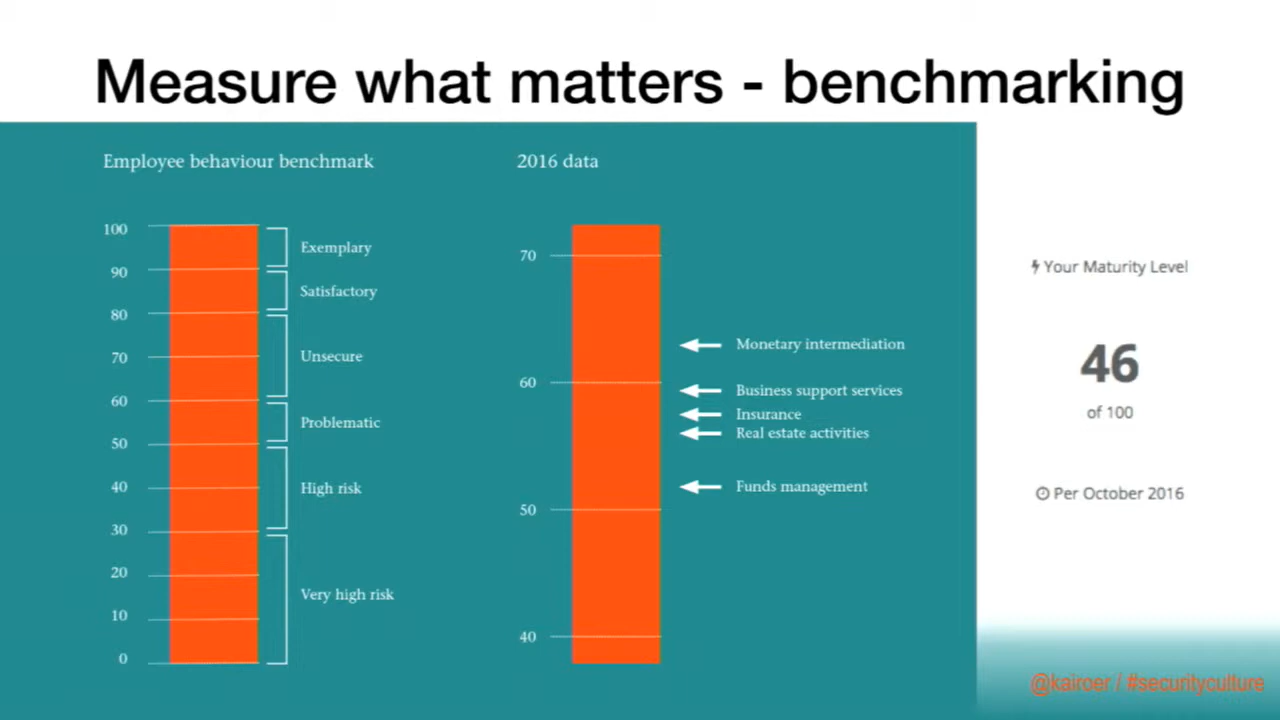 Measure what matters - benchmarking
Employee behaviour benchmark
100
90
80
70
60
50
40
30
20
10
0
Exemplary
Satisfactory
Unsecure
Problematic
High risk
Very high risk
2016 data
70
60
50
40
Monetary intermediation
Business support services
Insurance
Real estate activities
Funds management
Your Maturity Level
46
of 100
Per October 2016
@kairoer / #securityculture